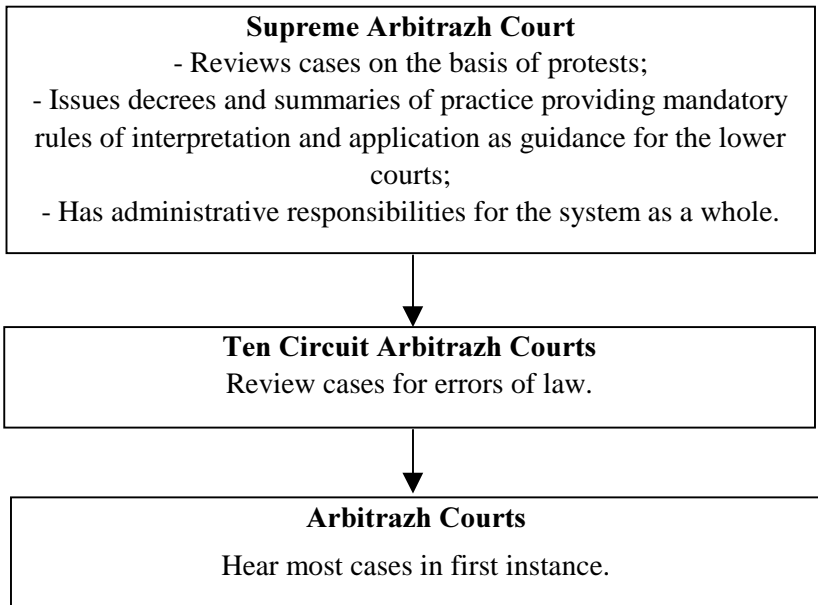 Supreme Arbitrazh Court
- Reviews cases on the basis of protests;
- Issues decrees and summaries of practice providing mandatory
rules of interpretation and application as guidance for the lower
courts;
- Has administrative responsibilities for the system as a whole.
Ten Circuit Arbitrazh Courts
Review cases for errors of law.
Arbitrazh Courts
Hear most cases in first instance.